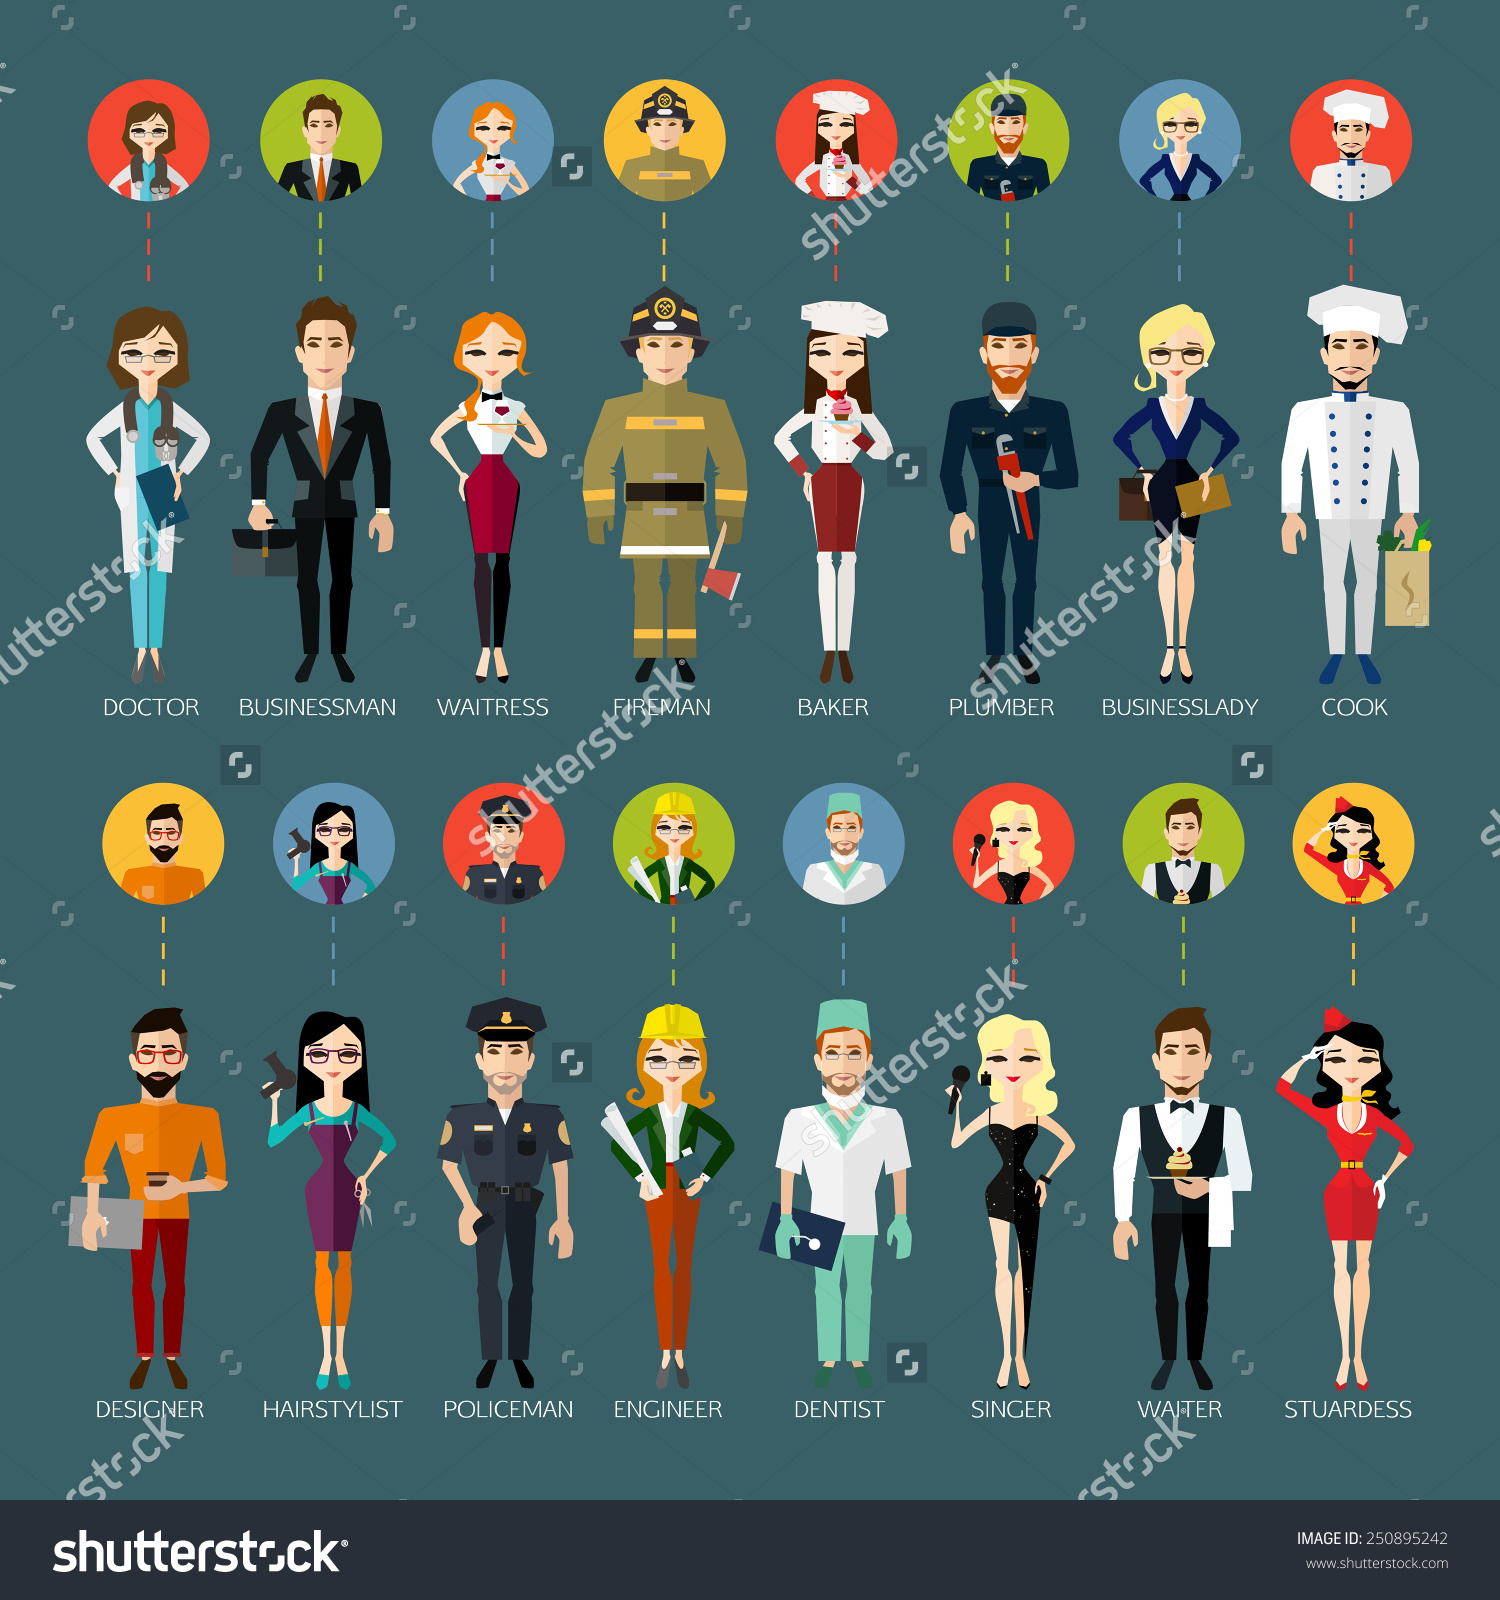 DOCTOR BUSINESSMAN WAITRESS FIREMAN BAKER PLUMBER BUSINESSLADY COOK
DESIGNER HAIRSTYLIST POLICEMAN ENGINEER DENTIST SINGER WAITER STUARDESS
shutterstock
shutterstock
shutterstock
shutterstock
shutterstock
shutterstock
shutterstock
shutterstock®
IMAGE ID: 250895242
www.shutterstock.com